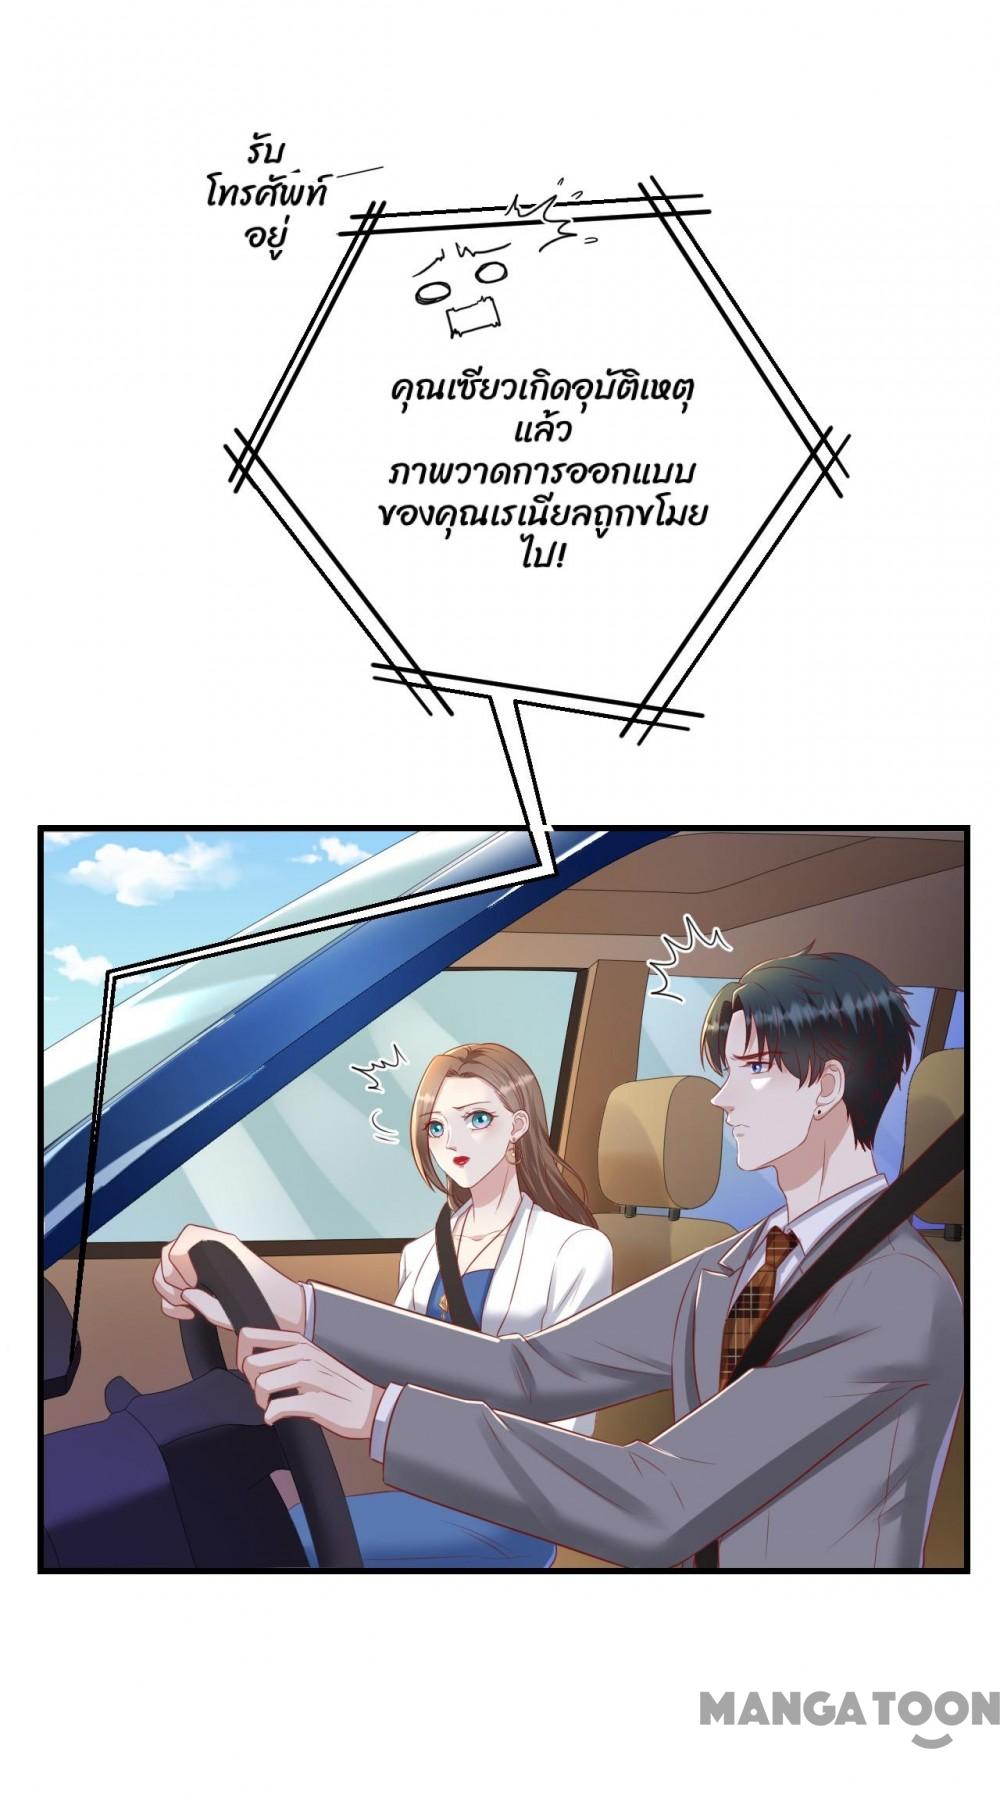 รับ
โทรศัพท์
อยู่
คุณเซียวเกิดอุบัติเหตุ
แล้ว
ภาพวาดการออกแบบ
ของคุณเรเนียลถูกขโมย
ไป!
MANGATOON